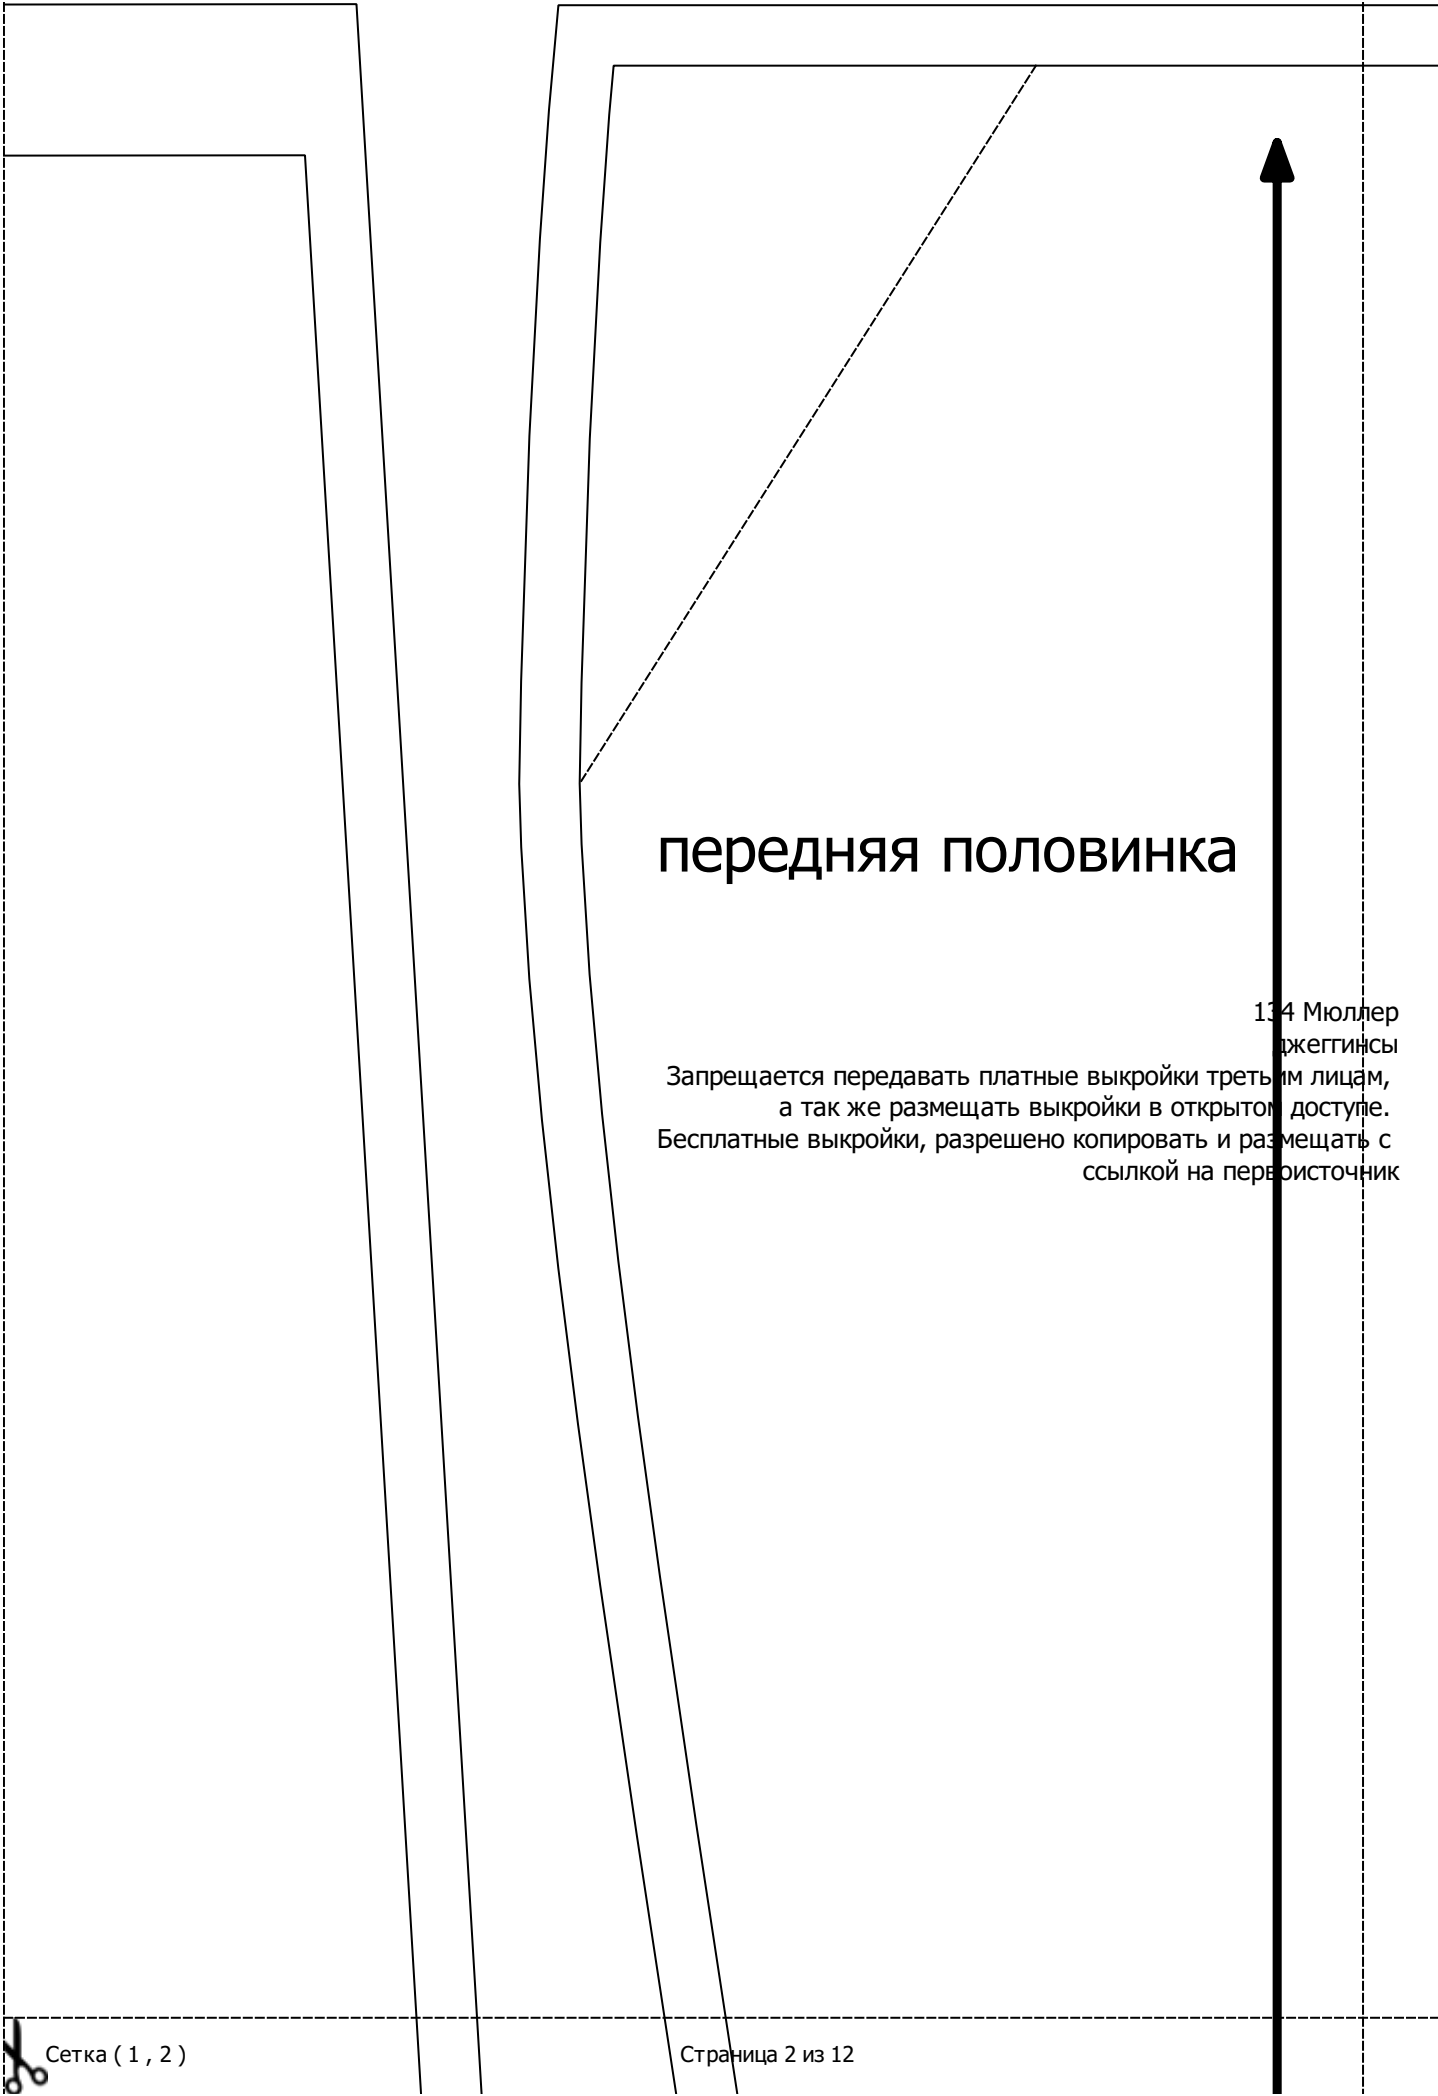 передняя половинка
134 Мюллер
джеггинсы
Запрещается передавать платные выкройки третьим лицам,
а так же размещать выкройки в открытом доступе.
Бесплатные выкройки, разрешено копировать и размещать с
ссылкой на первоисточник
Сетка ( 1 , 2 )
Страница 2 из 12